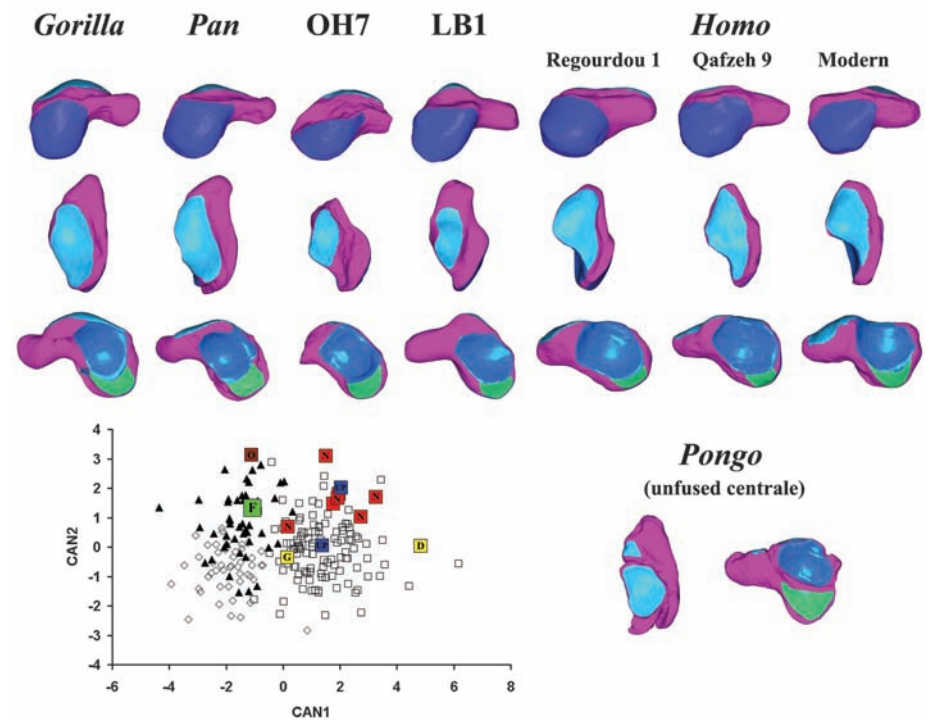 Gorilla Pan OH7 LB1 Homo
Regourdou 1 Qafzeh 9 Modern
Pongo
(unfused centrale)
4
3
2
1
0
-1
-2
-3
-4
CAN2
O
N
UP
N
N
F
N
N
G
D
-6 -4 -2 0 2 4 6 8
CAN1